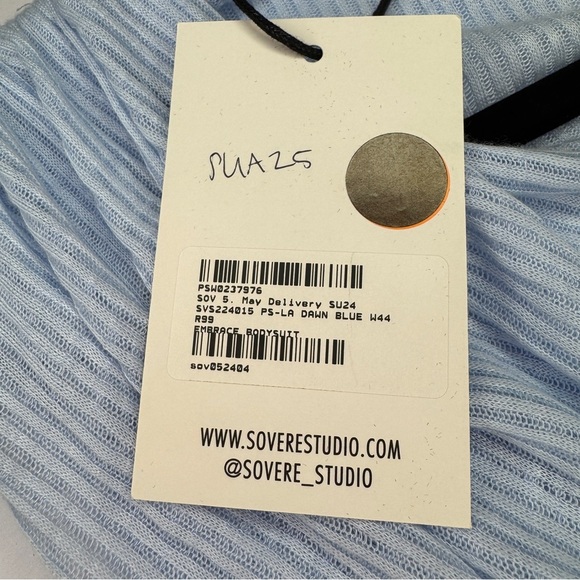 SUA25
PSW0237976
SOV 5. May Delivery SU24
SVS224015 PS-LA DAWN BLUE W44
R99
EMBRACE BODYSUIT
sov052404
WWW.SOVERESTUDIO.COM
@SOVERE_STUDIO